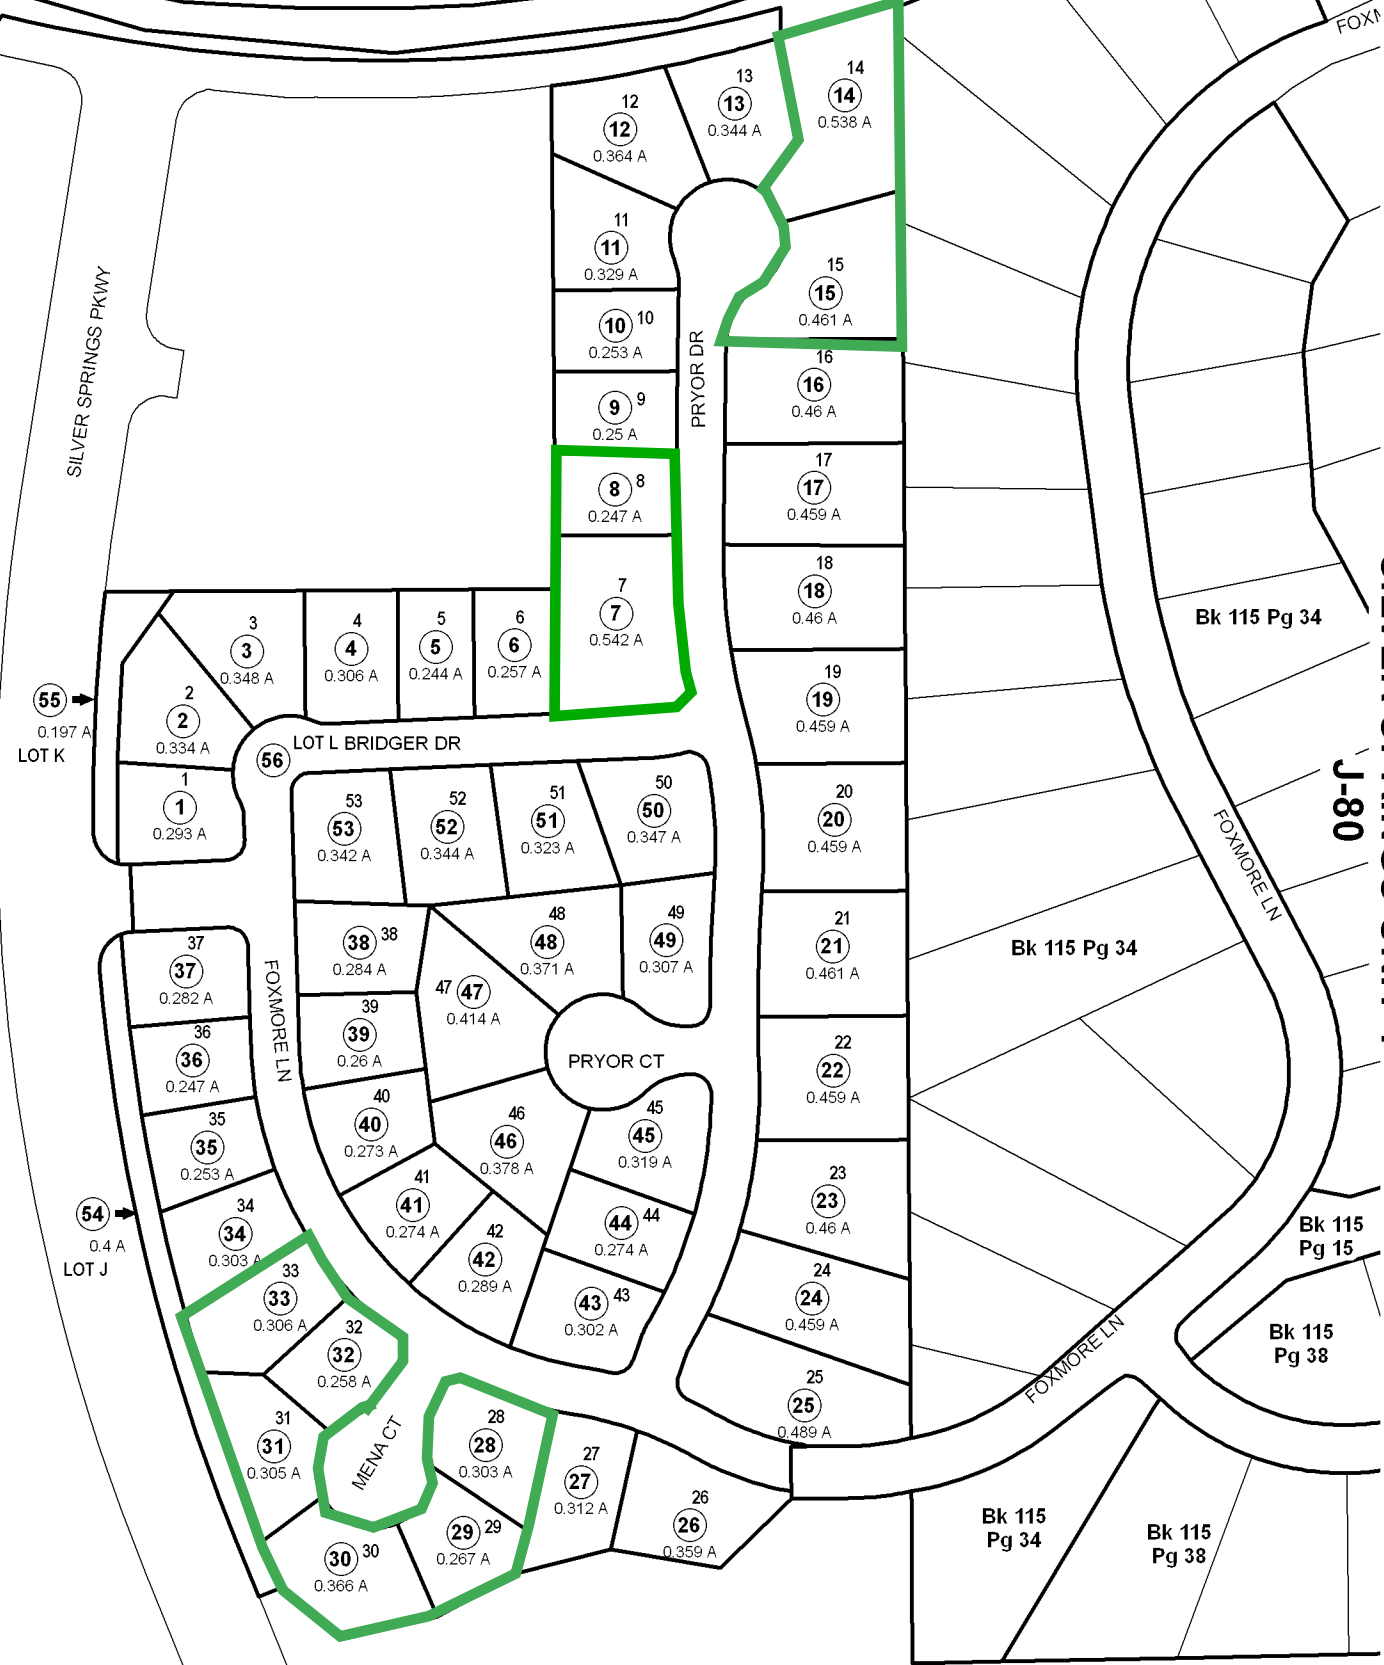 FOXM
14
14
0.538 A
13
13
0.344 A
12
12
0.364 A
11
11
0.329 A
15
15
0.461 A
10 10
0.253 A
PRYOR DR
16
16
0.46 A
9 9
0.25 A
SILVER SPRINGS PKWY
17
17
0.459 A
8 8
0.247 A
18
18
0.46 A
7
7
0.542 A
Bk 115 Pg 34
3
3
0.348 A
4
4
0.306 A
5
5
0.244 A
6
6
0.257 A
19
19
0.459 A
55
0.197 A
LOT K
2
2
0.334 A
LOT L BRIDGER DR
56
1
1
0.293 A
53
53
0.342 A
52
52
0.344 A
51
51
0.323 A
50
50
0.347 A
20
20
0.459 A
J-80
FOXMORE LN
48
48
0.371 A
49
49
0.307 A
21
21
0.461 A
Bk 115 Pg 34
38 38
0.284 A
37
37
0.282 A
47 47
0.414 A
FOXMORE LN
39
39
0.26 A
36
36
0.247 A
PRYOR CT
22
22
0.459 A
40
40
0.273 A
46
46
0.378 A
45
45
0.319 A
35
35
0.253 A
41
41
0.274 A
23
23
0.46 A
54
0.4 A
LOT J
34
34
0.303 A
42
42
0.289 A
44 44
0.274 A
Bk 115
Pg 15
33
33
0.306 A
43 43
0.302 A
24
24
0.459 A
32
32
0.258 A
Bk 115
Pg 38
FOXMORE LN
25
25
0.489 A
31
31
0.305 A
MENA CT
28
28
0.303 A
27
27
0.312 A
26
26
0.359 A
29 29
0.267 A
30 30
0.366 A
Bk 115
Pg 34
Bk 115
Pg 38